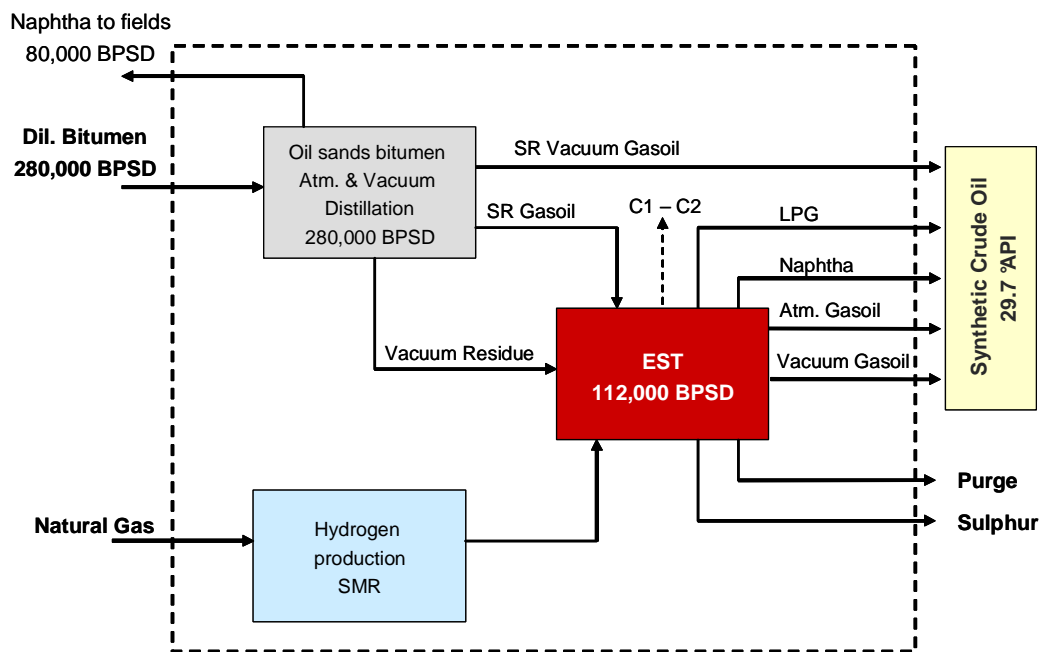 Naphtha to fields
80,000 BPSD
Dil. Bitumen
280,000 BPSD
Oil sands bitumen
Atm. & Vacuum
Distillation
280,000 BPSD
SR Vacuum Gasoil
SR Gasoil
C1 – C2
LPG
Naphtha
Atm. Gasoil
Vacuum Gasoil
Vacuum Residue
EST
112,000 BPSD
Synthetic Crude Oil
29.7 °API
Purge
Sulphur
Natural Gas
Hydrogen
production
SMR